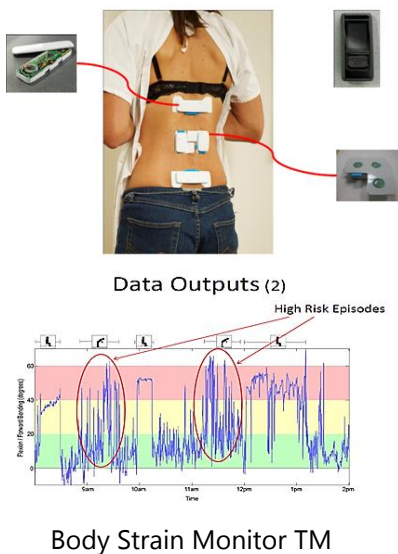 Data Outputs (2)
High Risk Episodes
Flexion / Forward Bending (degrees)
60
40
20
0
9am
10am
11am
12pm
1pm
2pm
Time
Body Strain Monitor TM